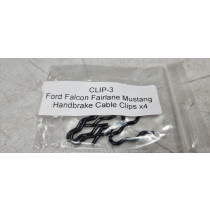 CLIP-3
Ford Falcon Fairlane Mustang
Handbrake Cable Clips x4